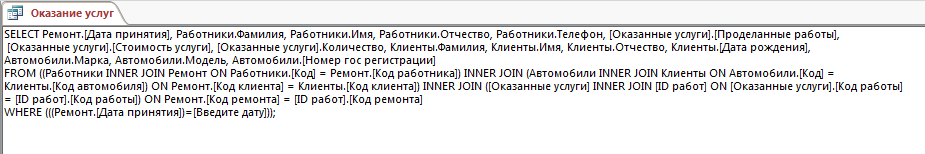 Оказание услуг
SELECT Ремонт.[Дата принятия], Работники.Фамилия, Работники.Имя, Работники.Отчество, Работники.Телефон, [Оказанные услуги].[Проделанные работы],
[Оказанные услуги].[Стоимость услуги], [Оказанные услуги].Количество, Клиенты.Фамилия, Клиенты.Имя, Клиенты.Отчество, Клиенты.[Дата рождения],
Автомобили.Марка, Автомобили.Модель, Автомобили.[Номер гос регистрации]
FROM ((Работники INNER JOIN Ремонт ON Работники.[Код] = Ремонт.[Код работника]) INNER JOIN (Автомобили INNER JOIN Клиенты ON Автомобили.[Код] =
Клиенты.[Код автомобиля]) ON Ремонт.[Код клиента] = Клиенты.[Код клиента]) INNER JOIN ([Оказанные услуги] INNER JOIN [ID работ] ON [Оказанные услуги].[Код работы]
= [ID работ].[Код работы]) ON Ремонт.[Код ремонта] = [ID работ].[Код ремонта]
WHERE (((Ремонт.[Дата принятия])=[Введите дату]));